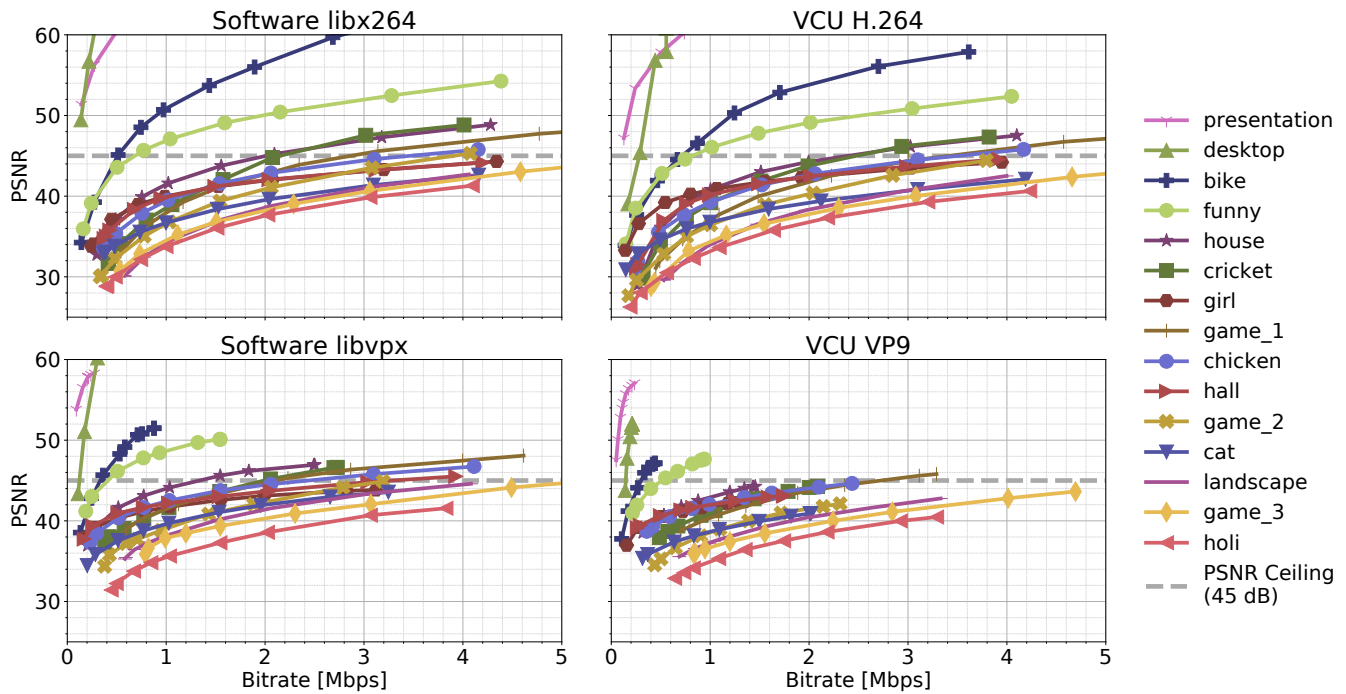 Software libx264
VCU H.264
60
50
40
30
PSNR
60
50
40
30
PSNR
Software libvpx
VCU VP9
0 1 2 3 4 5
0 1 2 3 4 5
Bitrate [Mbps]
Bitrate [Mbps]
presentation
desktop
bike
funny
house
cricket
girl
game_1
chicken
hall
game_2
cat
landscape
game_3
holi
PSNR Ceiling
(45 dB)